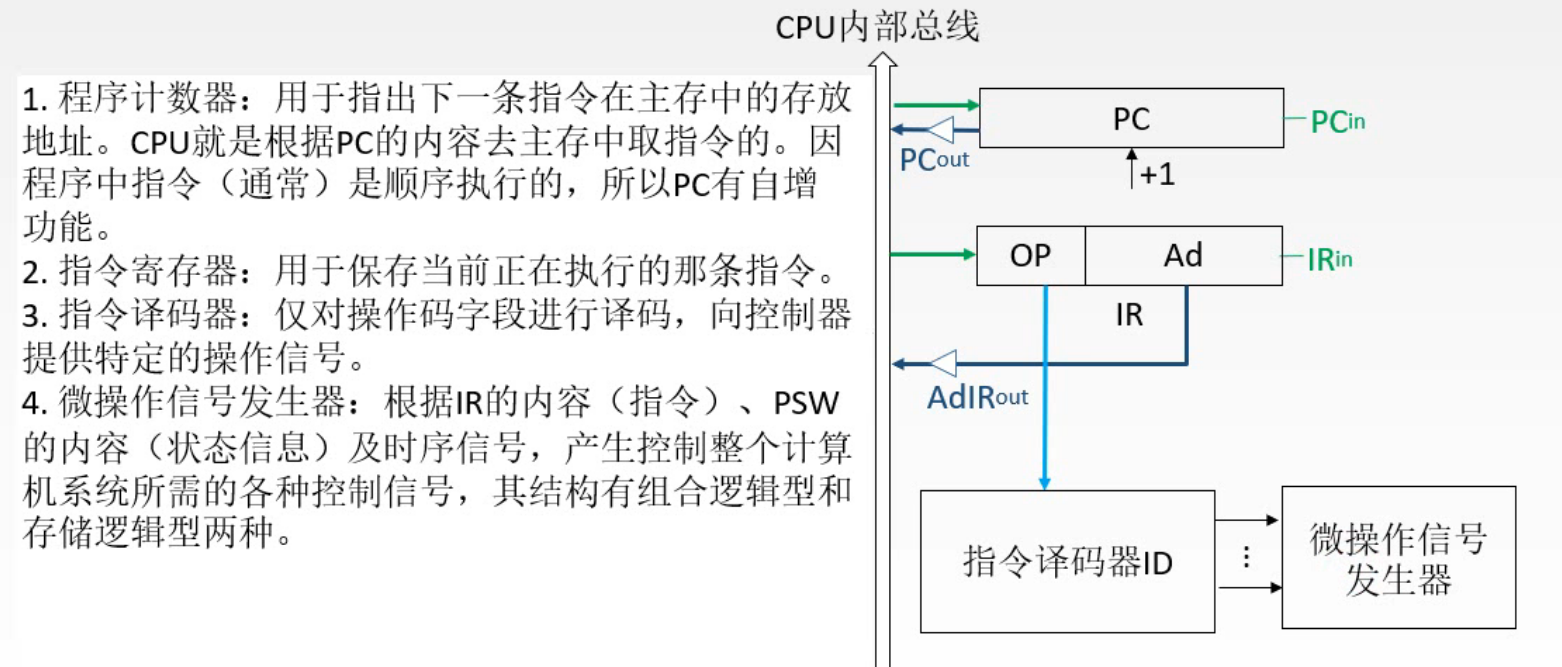 CPU内部总线
1. 程序计数器：用于指出下一条指令在主存中的存放
地址。CPU就是根据PC的内容去主存中取指令的。因
程序中指令（通常）是顺序执行的，所以PC有自增
功能。
2. 指令寄存器：用于保存当前正在执行的那条指令。
3. 指令译码器：仅对操作码字段进行译码，向控制器
提供特定的操作信号。
4. 微操作信号发生器：根据IR的内容（指令）、PSW
的内容（状态信息）及时序信号，产生控制整个计算
机系统所需的各种控制信号，其结构有组合逻辑型和
存储逻辑型两种。
PC
PCin
PCout
+1
OP
Ad
IRin
IR
AdIRout
指令译码器ID
⋮
微操作信号
发生器